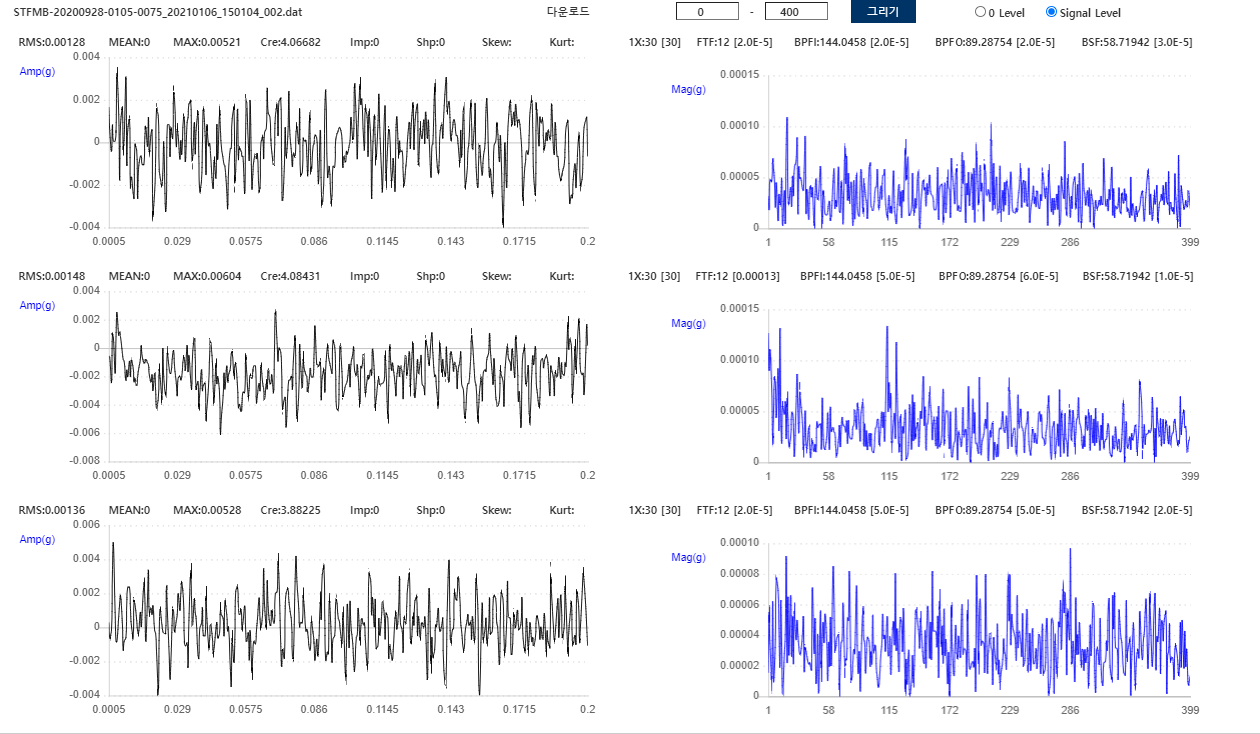 STFMB-20200928-0105-0075_20210106_150104_002.dat 다운로드 0 - 400 그리기 0 Level Signal Level
RMS:0.00128 MEAN:0 MAX:0.00521 Cre:4.06682 Imp:0 Shp:0 Skew: Kurt:
Amp(g)
0.004
0.002
0
-0.002
-0.004
0.0005 0.029 0.0575 0.086 0.1145 0.143 0.1715 0.2
1X:30 [30] FTF:12 [2.0E-5] BPFI:144.0458 [2.0E-5] BPFO:89.28754 [2.0E-5] BSF:58.71942 [3.0E-5]
Mag(g)
0.00015
0.00010
0.00005
0
1 58 115 172 229 286 399
RMS:0.00148 MEAN:0 MAX:0.00604 Cre:4.08431 Imp:0 Shp:0 Skew: Kurt:
Amp(g)
0.004
0.002
0
-0.002
-0.004
-0.006
-0.008
0.0005 0.029 0.0575 0.086 0.1145 0.143 0.1715 0.2
1X:30 [30] FTF:12 [0.00013] BPFI:144.0458 [5.0E-5] BPFO:89.28754 [6.0E-5] BSF:58.71942 [1.0E-5]
Mag(g)
0.00015
0.00010
0.00005
0
1 58 115 172 229 286 399
RMS:0.00136 MEAN:0 MAX:0.00528 Cre:3.88225 Imp:0 Shp:0 Skew: Kurt:
Amp(g)
0.006
0.004
0.002
0
-0.002
-0.004
0.0005 0.029 0.0575 0.086 0.1145 0.143 0.1715 0.2
1X:30 [30] FTF:12 [2.0E-5] BPFI:144.0458 [5.0E-5] BPFO:89.28754 [5.0E-5] BSF:58.71942 [2.0E-5]
Mag(g)
0.00010
0.00008
0.00006
0.00004
0.00002
0
1 58 115 172 229 286 399